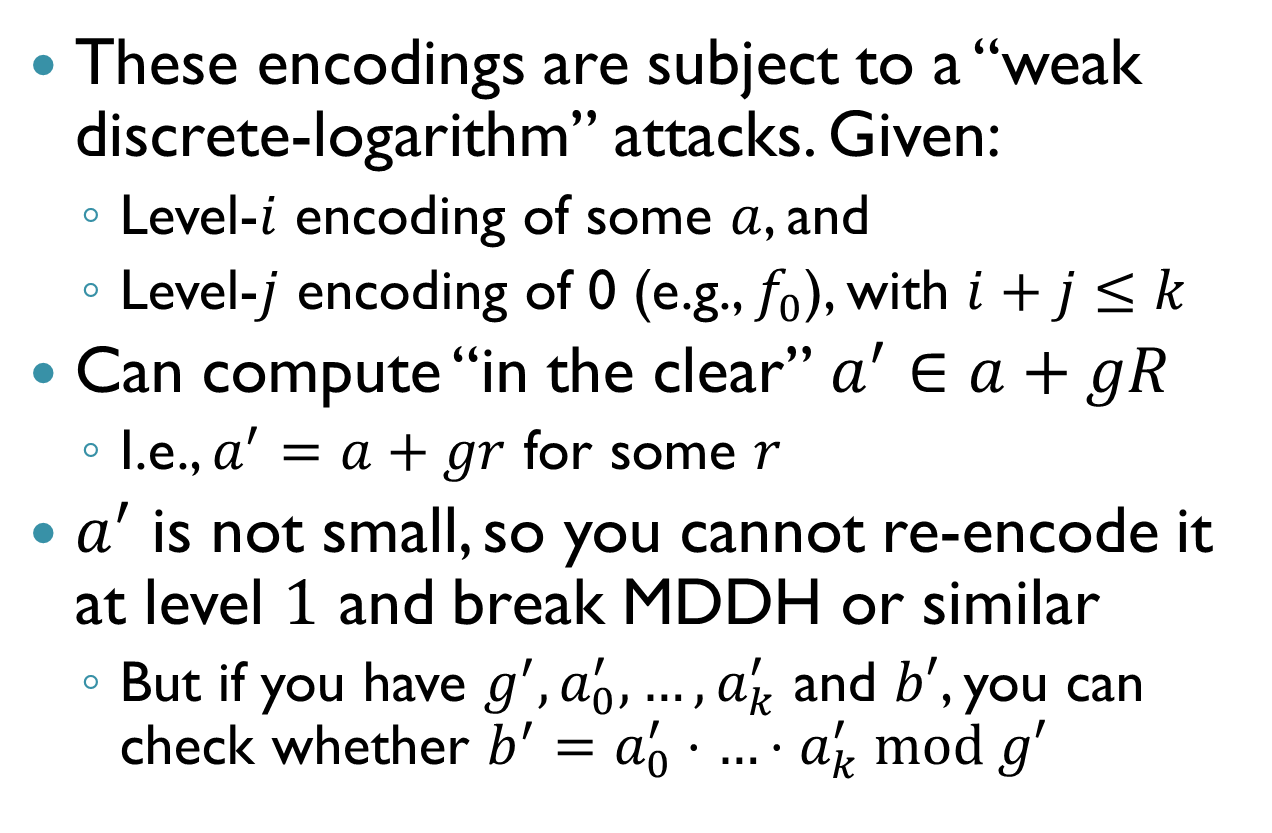 • These encodings are subject to a “weak
discrete-logarithm” attacks. Given:
◦ Level-𝑖 encoding of some 𝑎, and
◦ Level-𝑗 encoding of 0 (e.g., 𝑓₀), with 𝑖 + 𝑗 ≤ 𝑘
• Can compute “in the clear” 𝑎′ ∈ 𝑎 + 𝑔𝑅
◦ I.e., 𝑎′ = 𝑎 + 𝑔𝑟 for some 𝑟
• 𝑎′ is not small, so you cannot re-encode it
at level 1 and break MDDH or similar
◦ But if you have 𝑔′, 𝑎′₀, … , 𝑎′ₖ and 𝑏′, you can
check whether 𝑏′ = 𝑎′₀ ⋅ … ⋅ 𝑎′ₖ mod 𝑔′